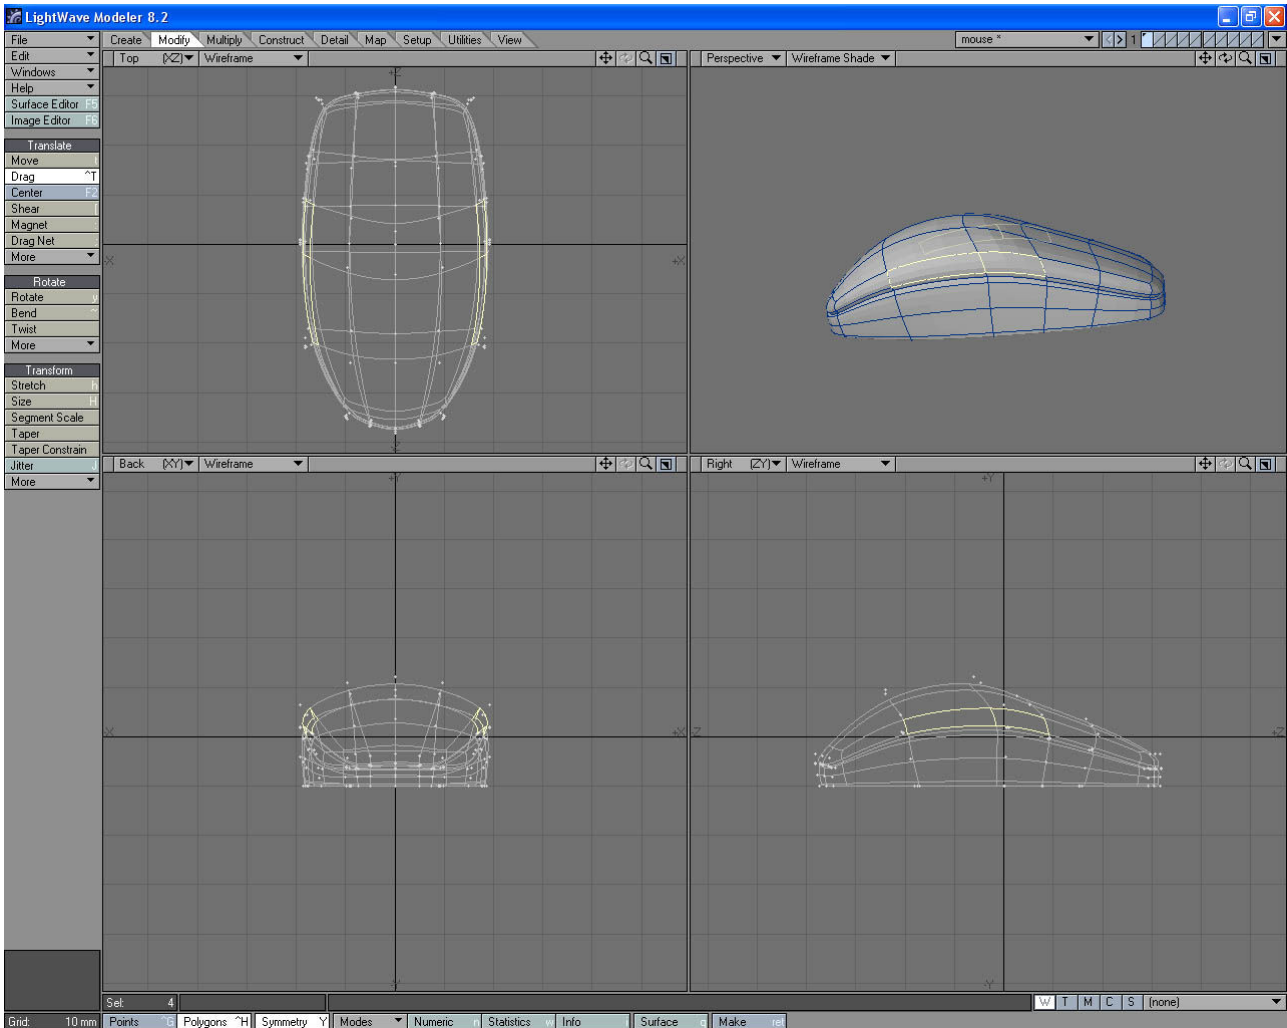 LightWave Modeler 8.2
File Create Modify Multiply Construct Detail Map Setup Utilities View mouse * 1
Edit Top (XZ) Wireframe Perspective Wireframe Shade
Windows
Help
Surface Editor F5
Image Editor F6
Translate
Move t
Drag ^T
Center F2
Shear [
Magnet :
Drag Net ;
More
Rotate
Rotate y
Bend ~
Twist
More
Transform
Stretch h
Size H
Segment Scale
Taper
Taper Constrain
Jitter J
More
Back (XY) Wireframe Right (ZY) Wireframe
Sel: 4 W T M C S (none)
Grid: 10 mm Points ^G Polygons ^H Symmetry Y Modes Numeric n Statistics w Info i Surface q Make ret